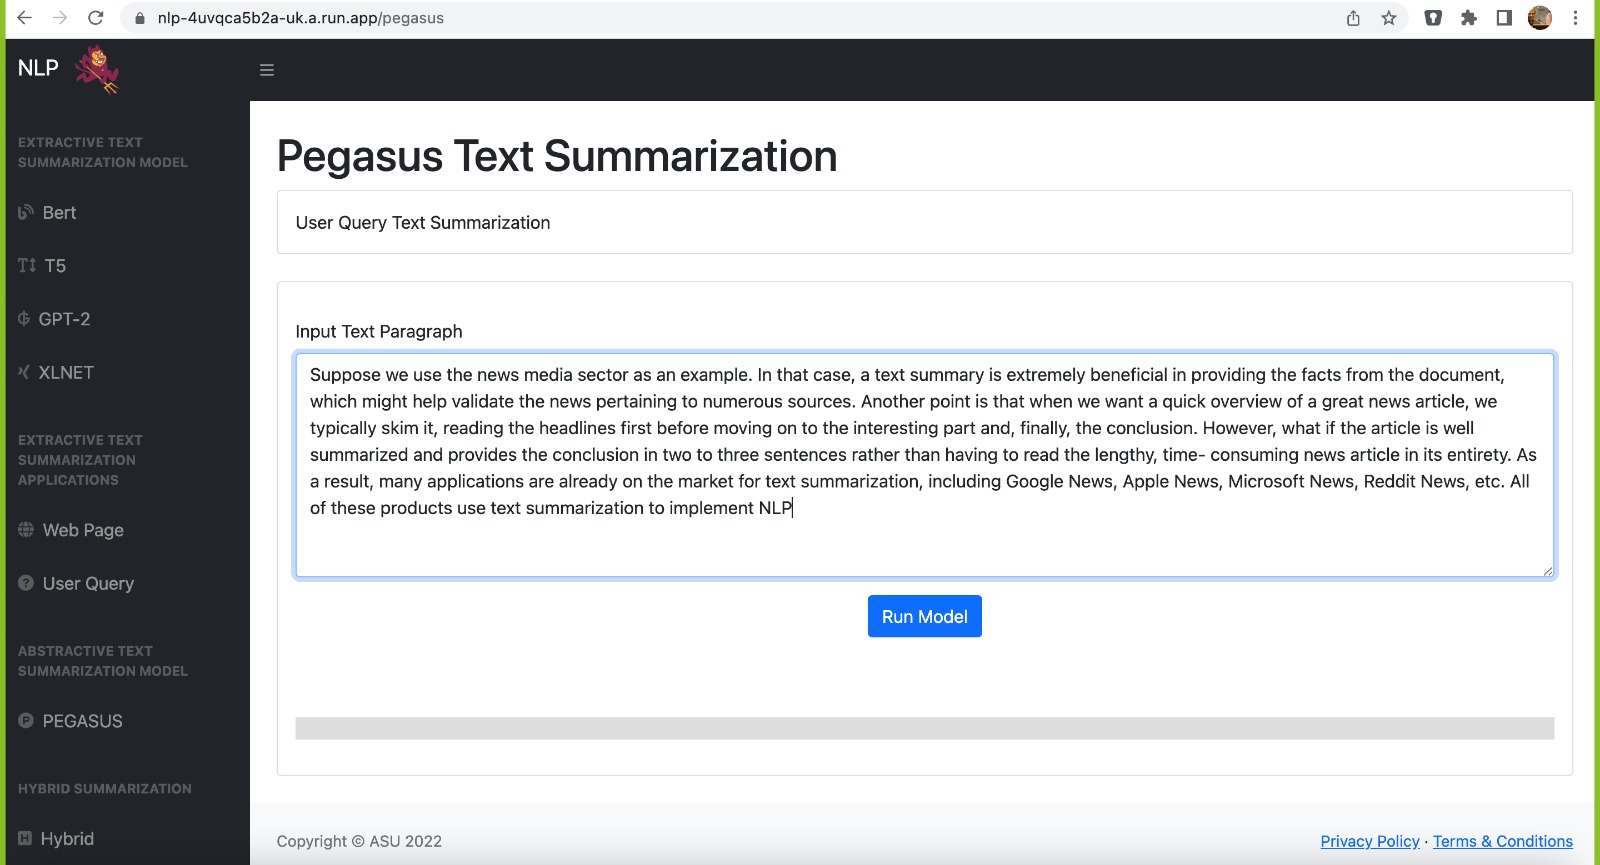 nlp-4uvqca5b2a-uk.a.run.app/pegasus
NLP
EXTRACTIVE TEXT
SUMMARIZATION MODEL
Bert
T5
GPT-2
XLNET
EXTRACTIVE TEXT
SUMMARIZATION
APPLICATIONS
Web Page
User Query
ABSTRACTIVE TEXT
SUMMARIZATION MODEL
PEGASUS
HYBRID SUMMARIZATION
Hybrid
Pegasus Text Summarization
User Query Text Summarization
Input Text Paragraph
Suppose we use the news media sector as an example. In that case, a text summary is extremely beneficial in providing the facts from the document,
which might help validate the news pertaining to numerous sources. Another point is that when we want a quick overview of a great news article, we
typically skim it, reading the headlines first before moving on to the interesting part and, finally, the conclusion. However, what if the article is well
summarized and provides the conclusion in two to three sentences rather than having to read the lengthy, time- consuming news article in its entirety. As
a result, many applications are already on the market for text summarization, including Google News, Apple News, Microsoft News, Reddit News, etc. All
of these products use text summarization to implement NLP
Run Model
Copyright © ASU 2022
Privacy Policy · Terms & Conditions